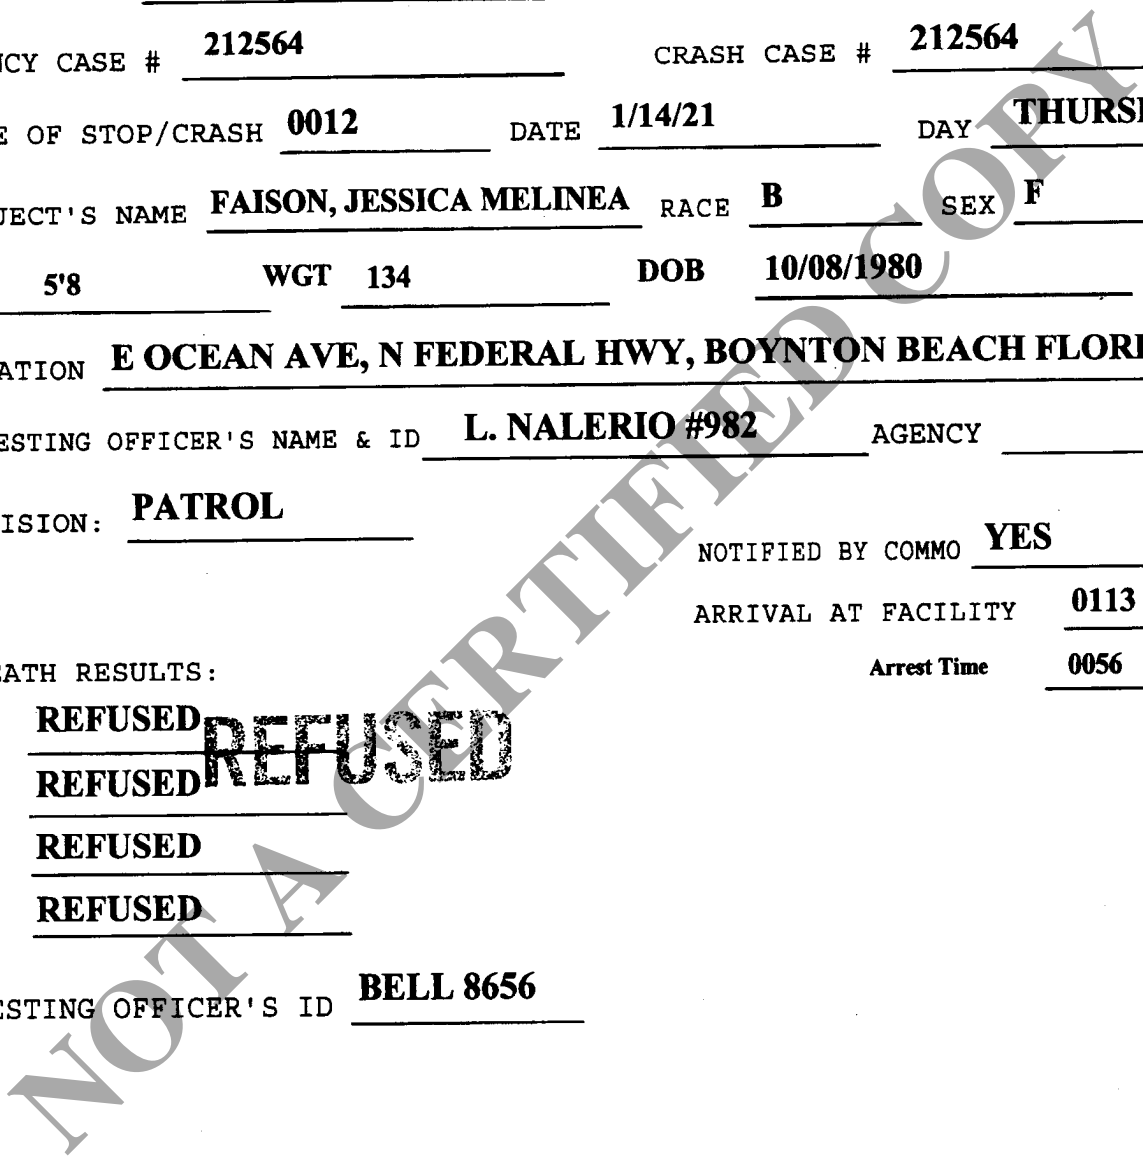 NCY CASE # 212564 CRASH CASE # 212564
E OF STOP/CRASH 0012 DATE 1/14/21 DAY THURSD
JECT'S NAME FAISON, JESSICA MELINEA RACE B SEX F
5'8 WGT 134 DOB 10/08/1980
ATION E OCEAN AVE, N FEDERAL HWY, BOYNTON BEACH FLORI
ESTING OFFICER'S NAME & ID L. NALERIO #982 AGENCY
ISION: PATROL
NOTIFIED BY COMMO YES
ARRIVAL AT FACILITY 0113
EATH RESULTS:
Arrest Time 0056
REFUSED REFUSED
REFUSED
REFUSED
REFUSED
ESTING OFFICER'S ID BELL 8656
NOT A CERTIFIED COPY